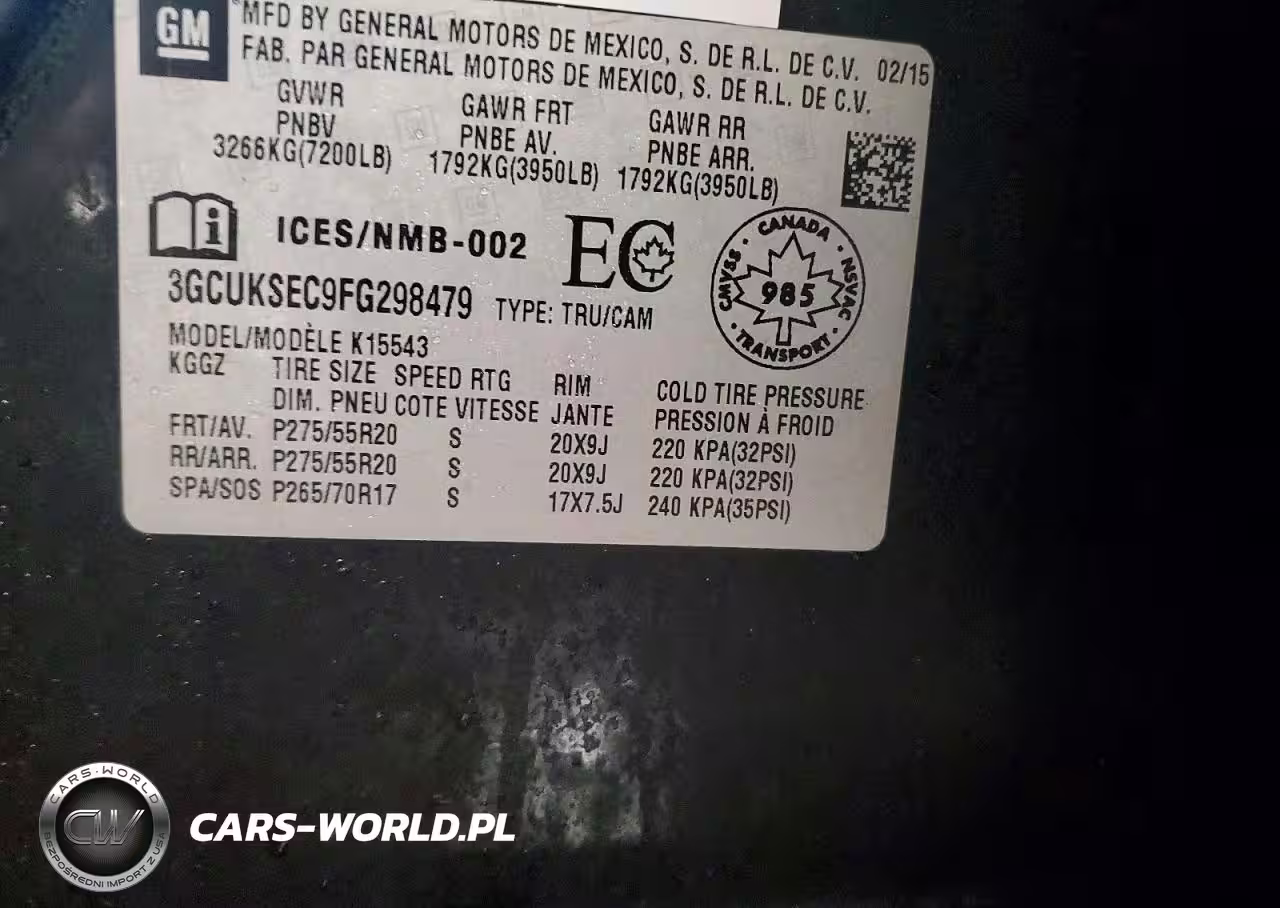 GM
MFD BY GENERAL MOTORS DE MEXICO, S. DE R.L. DE C.V. 02/15
FAB. PAR GENERAL MOTORS DE MEXICO, S. DE R.L. DE C.V.
GVWR GAWR FRT GAWR RR
PNBV PNBE AV. PNBE ARR.
3266KG(7200LB) 1792KG(3950LB) 1792KG(3950LB)
i ICES/NMB-002 EC
CANADA
CMVSS 985 NSVAC
TRANSPORT
3GCUKSEC9FG298479 TYPE: TRU/CAM
MODEL/MODÈLE K15543
KGGZ TIRE SIZE SPEED RTG RIM COLD TIRE PRESSURE
DIM. PNEU COTE VITESSE JANTE PRESSION À FROID
FRT/AV. P275/55R20 S 20X9J 220 KPA(32PSI)
RR/ARR. P275/55R20 S 20X9J 220 KPA(32PSI)
SPA/SOS P265/70R17 S 17X7.5J 240 KPA(35PSI)
CARS-WORLD
CW
BEZPOŚREDNI IMPORT Z USA
CARS-WORLD.PL